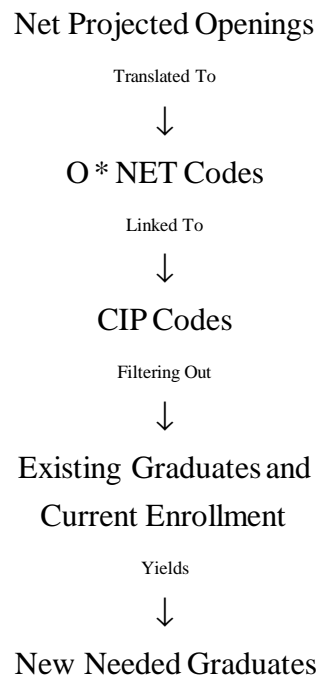 Net Projected Openings
Translated To
↓
O * NET Codes
Linked To
↓
CIP Codes
Filtering Out
↓
Existing Graduates and
Current Enrollment
Yields
↓
New Needed Graduates